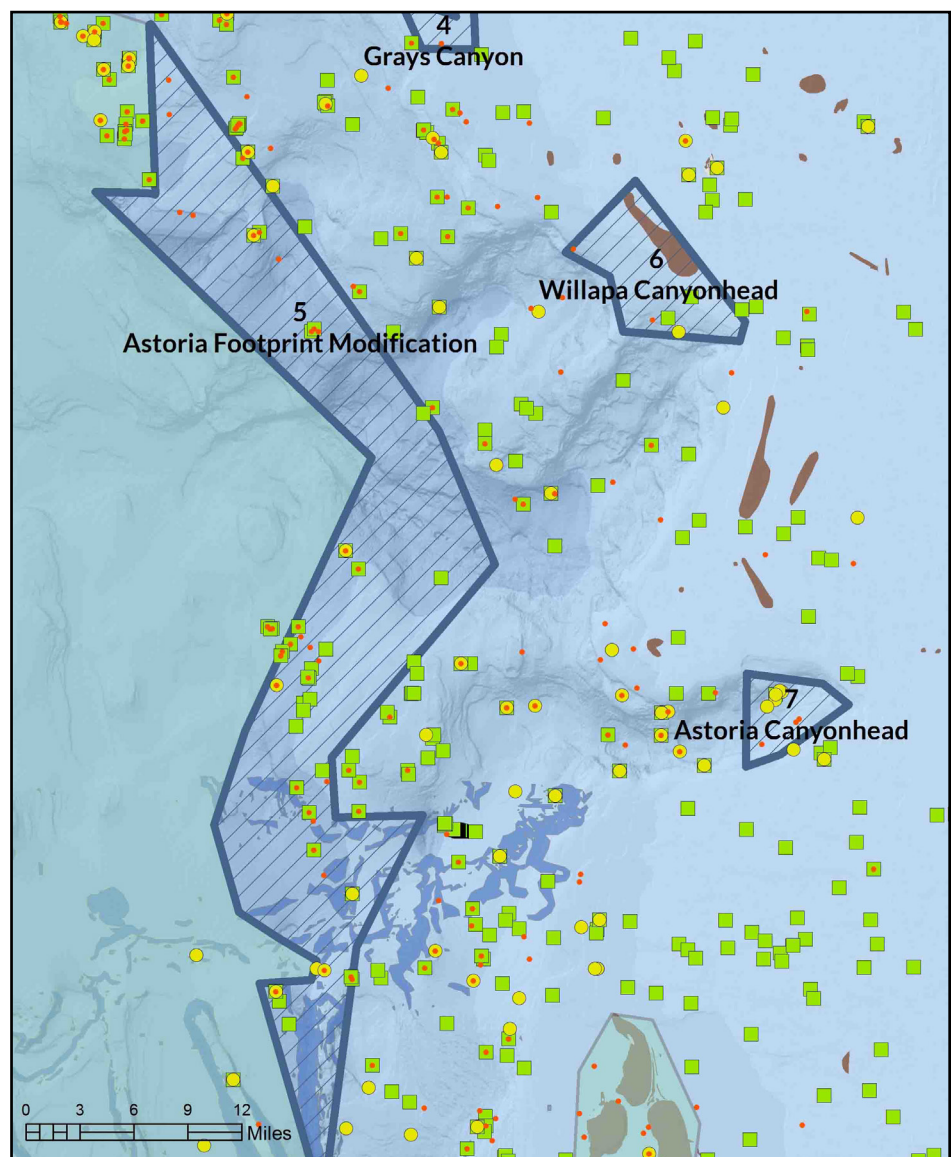 4
Grays Canyon
6
Willapa Canyonhead
5
Astoria Footprint Modification
7
Astoria Canyonhead
0 3 6 9 12
Miles